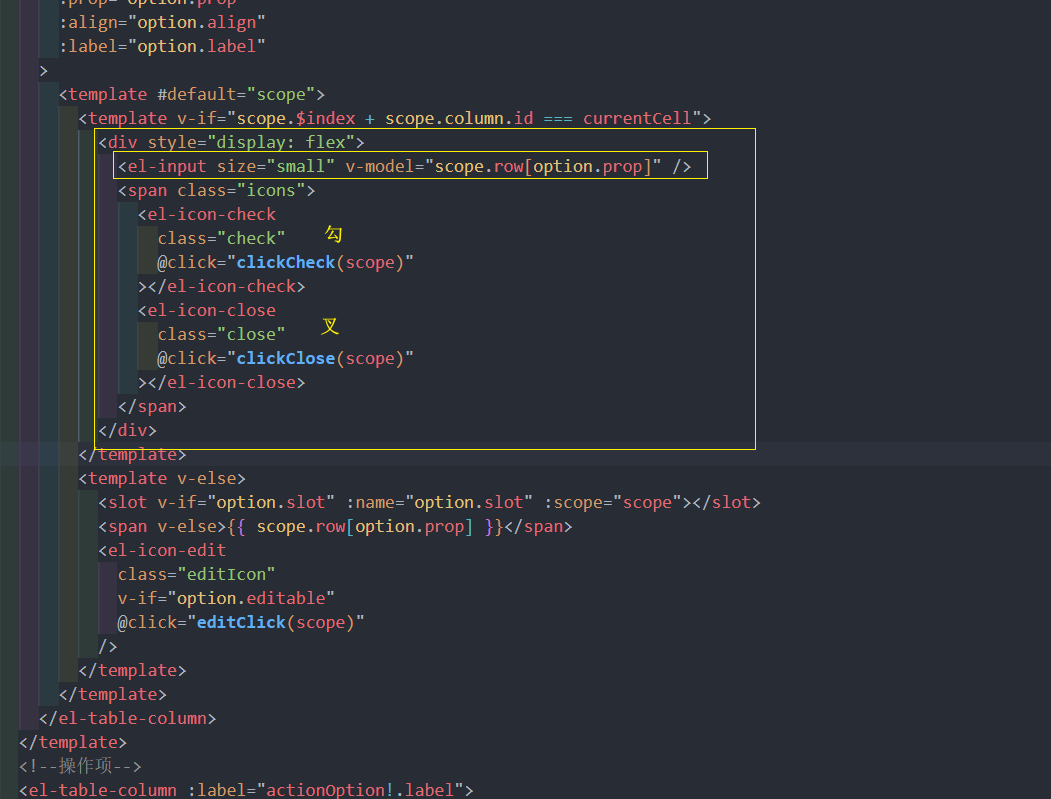 :prop="option.prop"
:align="option.align"
:label="option.label"
>
<template #default="scope">
<template v-if="scope.$index + scope.column.id === currentCell">
<div style="display: flex">
<el-input size="small" v-model="scope.row[option.prop]" />
<span class="icons">
<el-icon-check
class="check"
勾
@click="clickCheck(scope)"
></el-icon-check>
<el-icon-close
class="close"
叉
@click="clickClose(scope)"
></el-icon-close>
</span>
</div>
</template>
<template v-else>
<slot v-if="option.slot" :name="option.slot" :scope="scope"></slot>
<span v-else>{{ scope.row[option.prop] }}</span>
<el-icon-edit
class="editIcon"
v-if="option.editable"
@click="editClick(scope)"
/>
</template>
</template>
</el-table-column>
</template>
<!--操作项-->
<el-table-column :label="actionOption!.label">